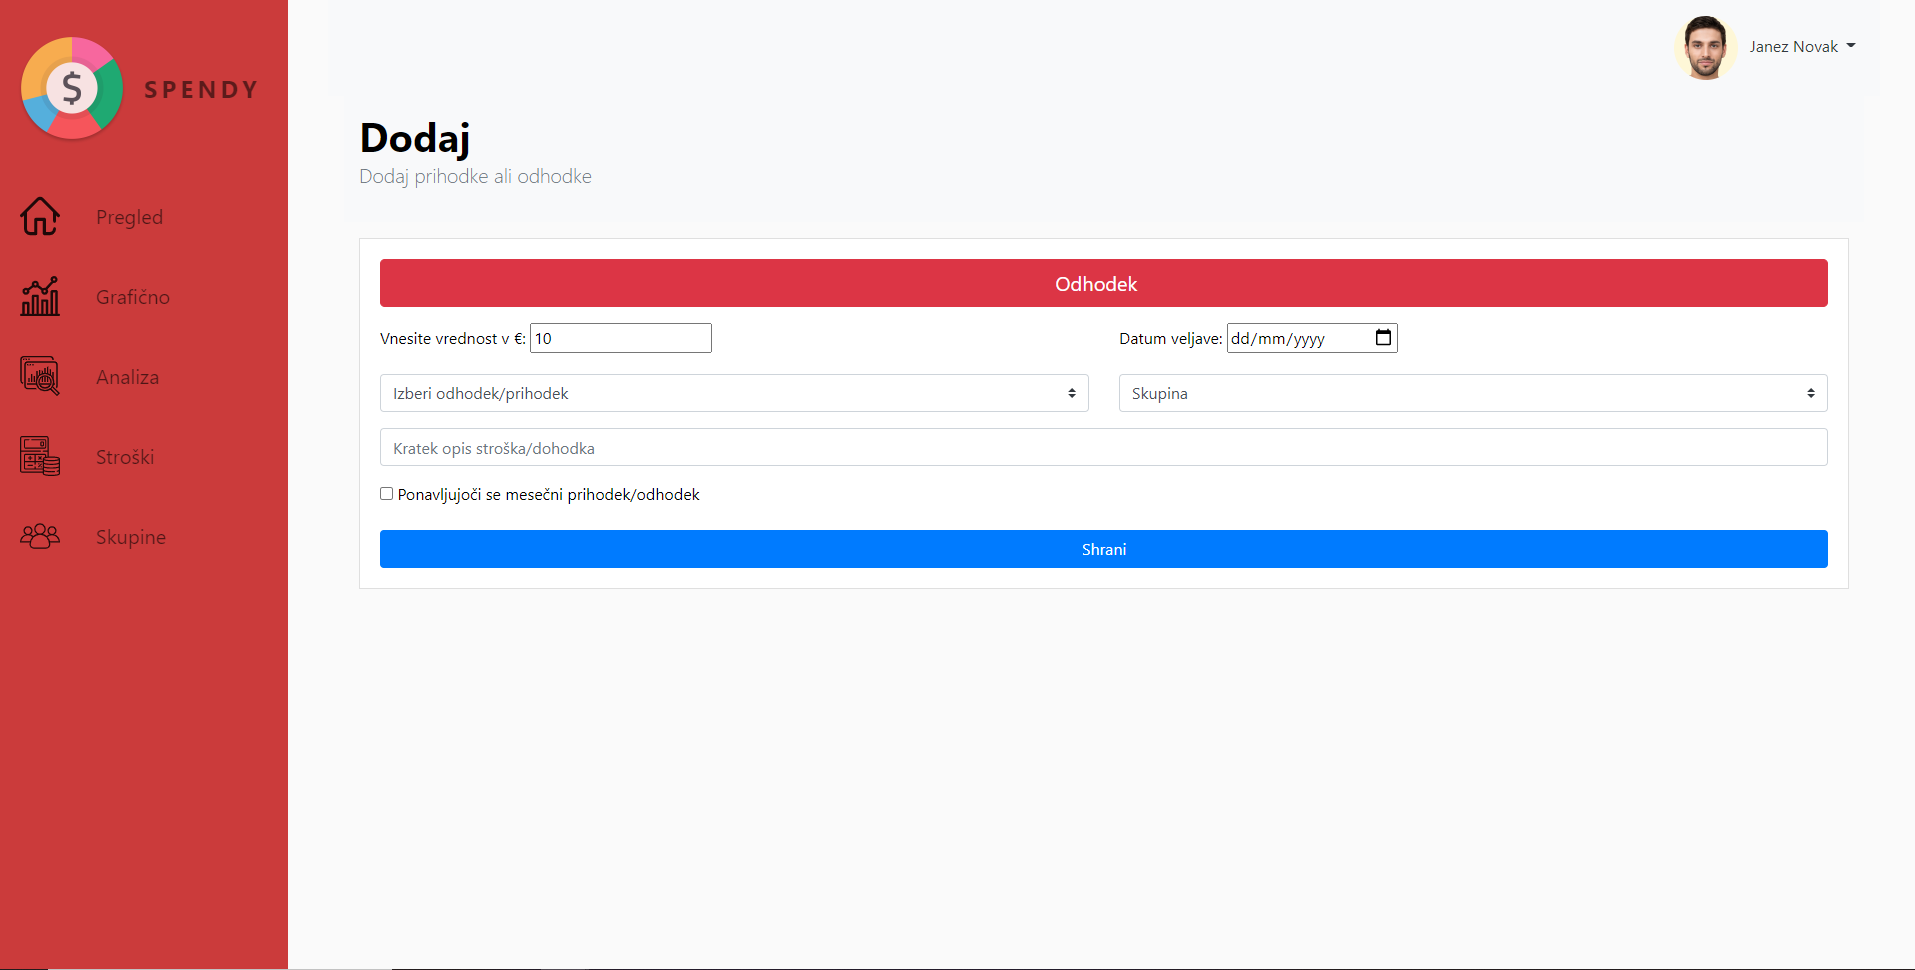 $
SPENDY
Janez Novak
Dodaj
Dodaj prihodke ali odhodke
Pregled
Grafično
Analiza
Stroški
Skupine
Odhodek
Vnesite vrednost v €: 10
Datum veljave: dd/mm/yyyy
Izberi odhodek/prihodek
Skupina
Kratek opis stroška/dohodka
Ponavljujoči se mesečni prihodek/odhodek
Shrani